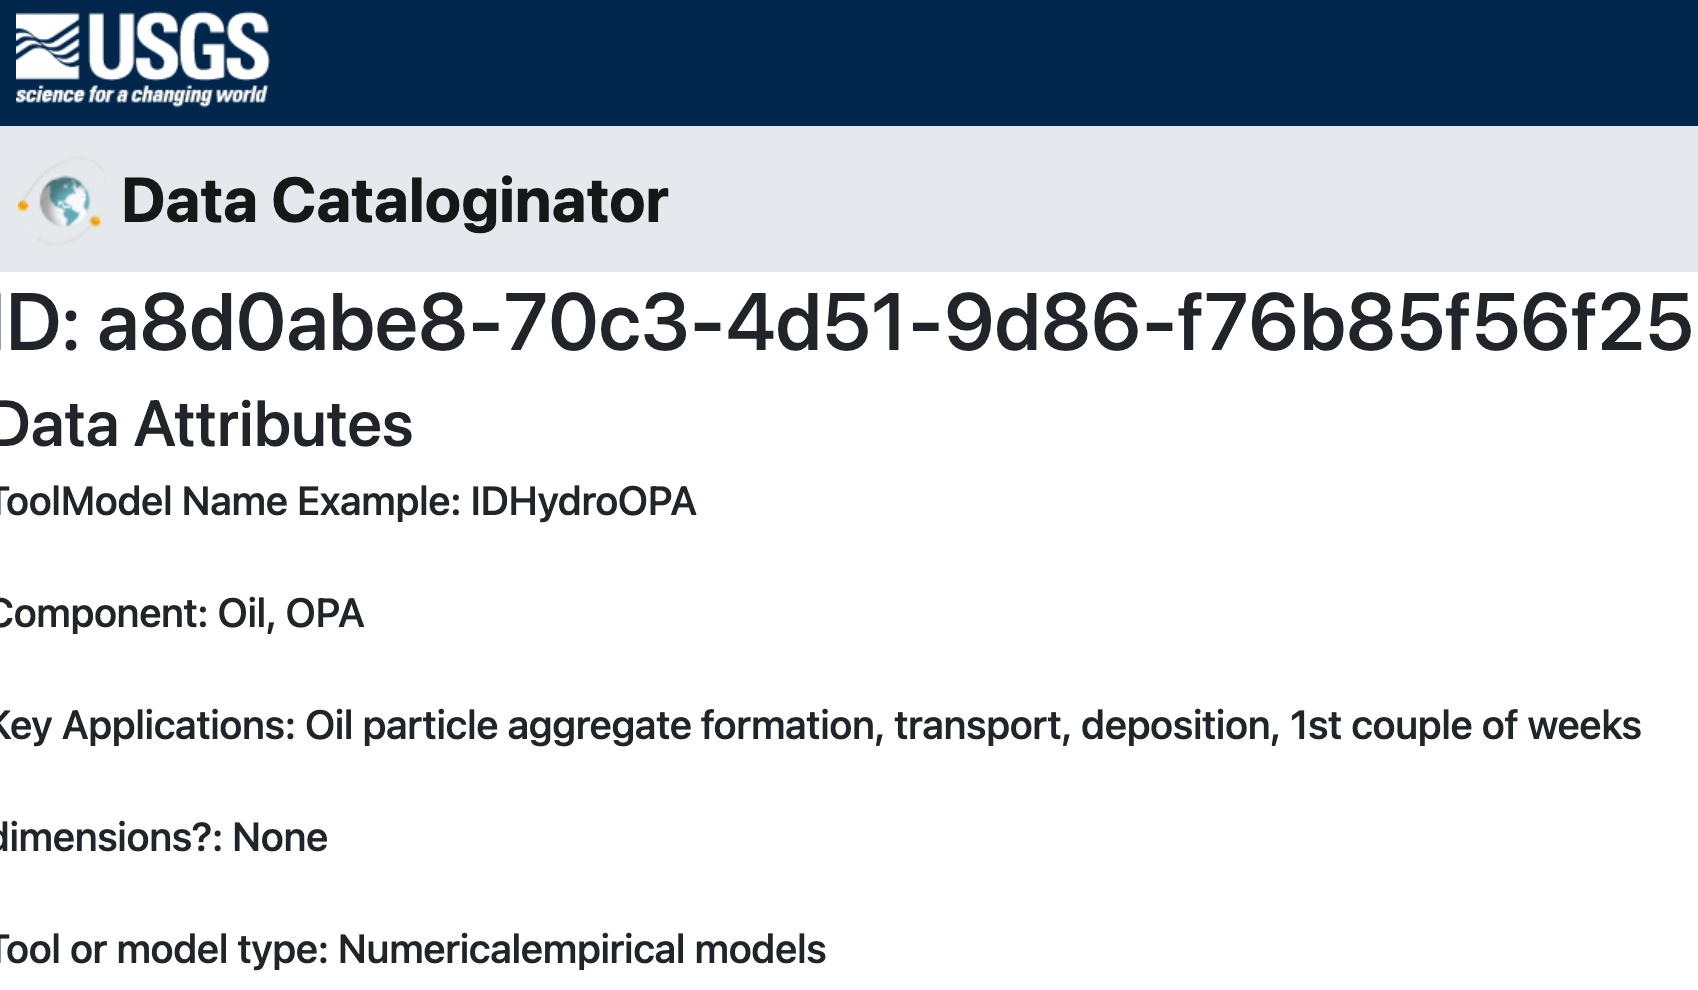 USGS
science for a changing world
Data Cataloginator
ID: a8d0abe8-70c3-4d51-9d86-f76b85f56f25
Data Attributes
ToolModel Name Example: IDHydroOPA
Component: Oil, OPA
Key Applications: Oil particle aggregate formation, transport, deposition, 1st couple of weeks
dimensions?: None
Tool or model type: Numericalempirical models